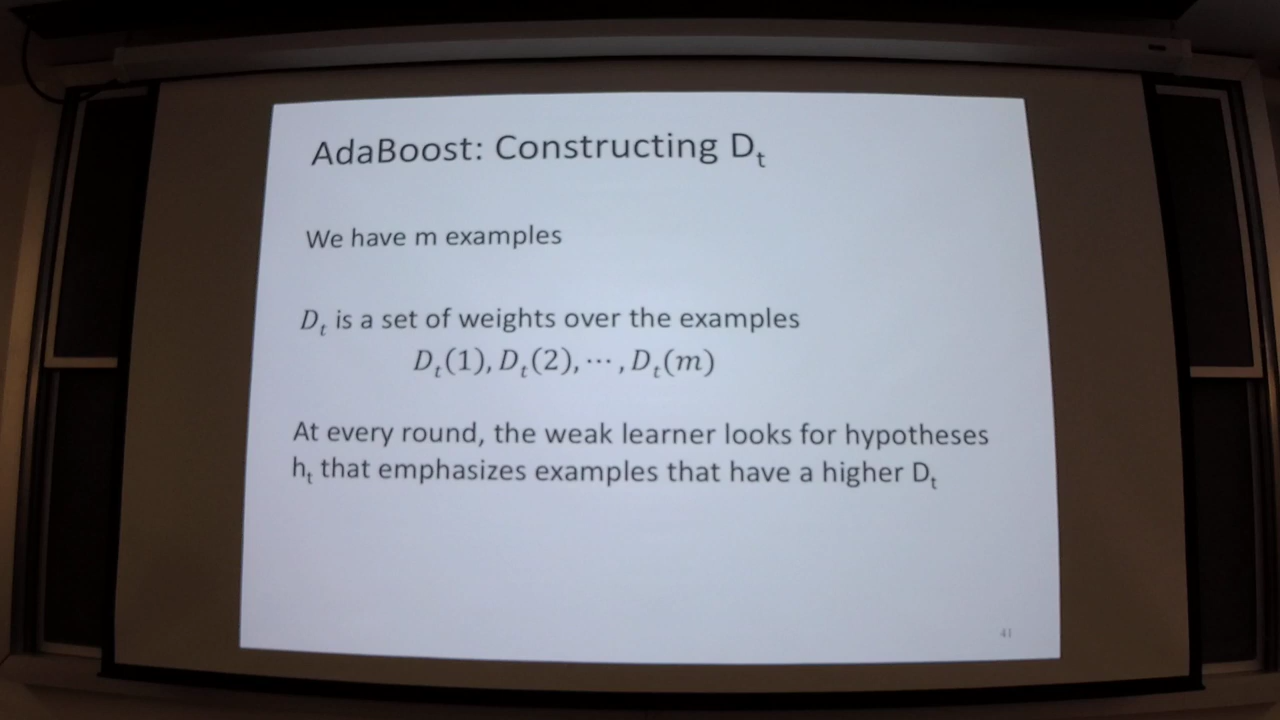 AdaBoost: Constructing Dₜ
We have m examples
Dₜ is a set of weights over the examples
Dₜ(1), Dₜ(2), ⋯ , Dₜ(m)
At every round, the weak learner looks for hypotheses
hₜ that emphasizes examples that have a higher Dₜ
41